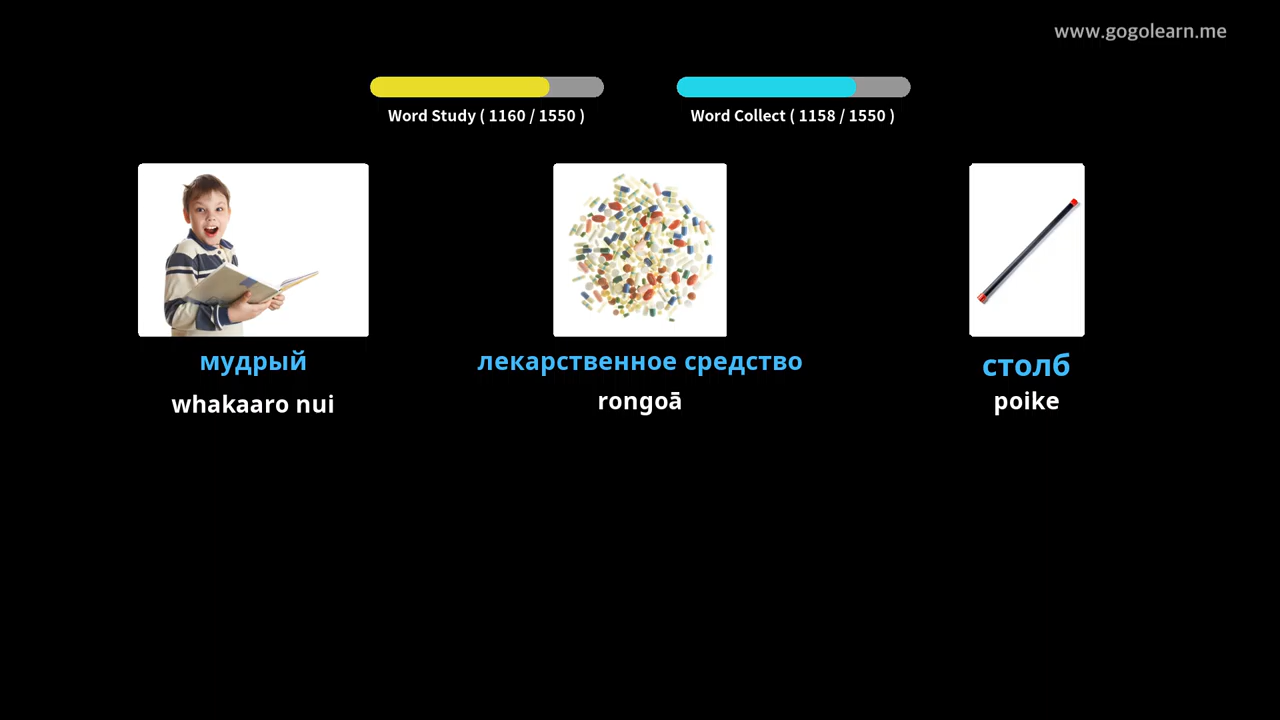 www.gogolearn.me
Word Study ( 1160 / 1550 )
Word Collect ( 1158 / 1550 )
мудрый
лекарственное средство
столб
whakaaro nui
rongoā
poike